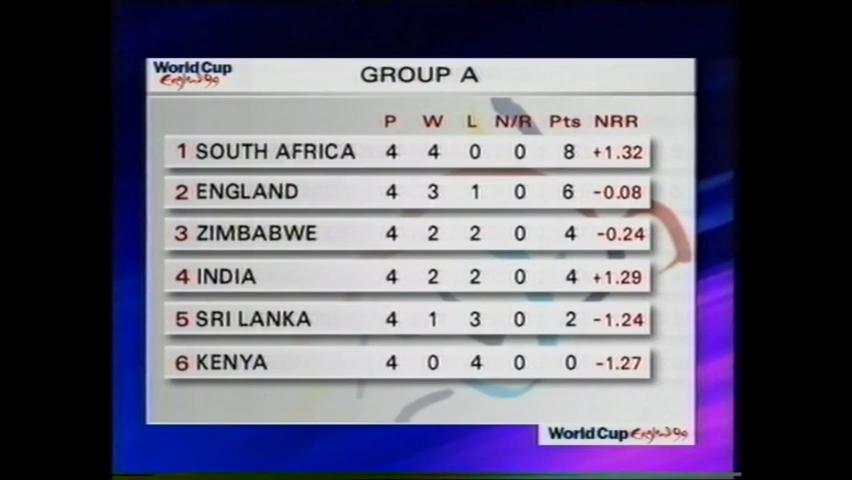 World Cup
England 99
GROUP A
P W L N/R Pts NRR
1 SOUTH AFRICA 4 4 0 0 8 +1.32
2 ENGLAND 4 3 1 0 6 -0.08
3 ZIMBABWE 4 2 2 0 4 -0.24
4 INDIA 4 2 2 0 4 +1.29
5 SRI LANKA 4 1 3 0 2 -1.24
6 KENYA 4 0 4 0 0 -1.27
World Cup England 99